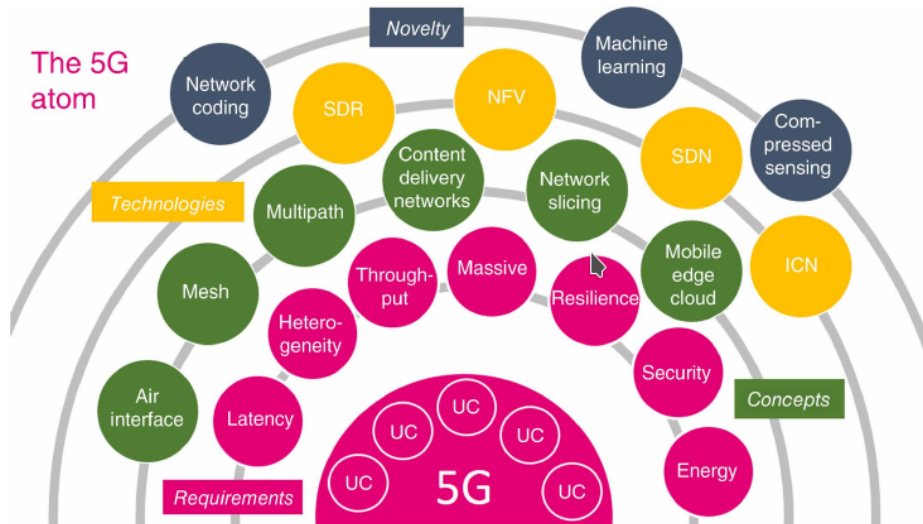 The 5G
atom
Novelty
Network
coding
Machine
learning
Com-
pressed
sensing
Technologies
SDR
NFV
SDN
ICN
Air
interface
Mesh
Multipath
Content
delivery
networks
Network
slicing
Mobile
edge
cloud
Concepts
Latency
Hetero-
geneity
Through-
put
Massive
Resilience
Security
Energy
Requirements
UC
UC
UC
UC
UC
5G